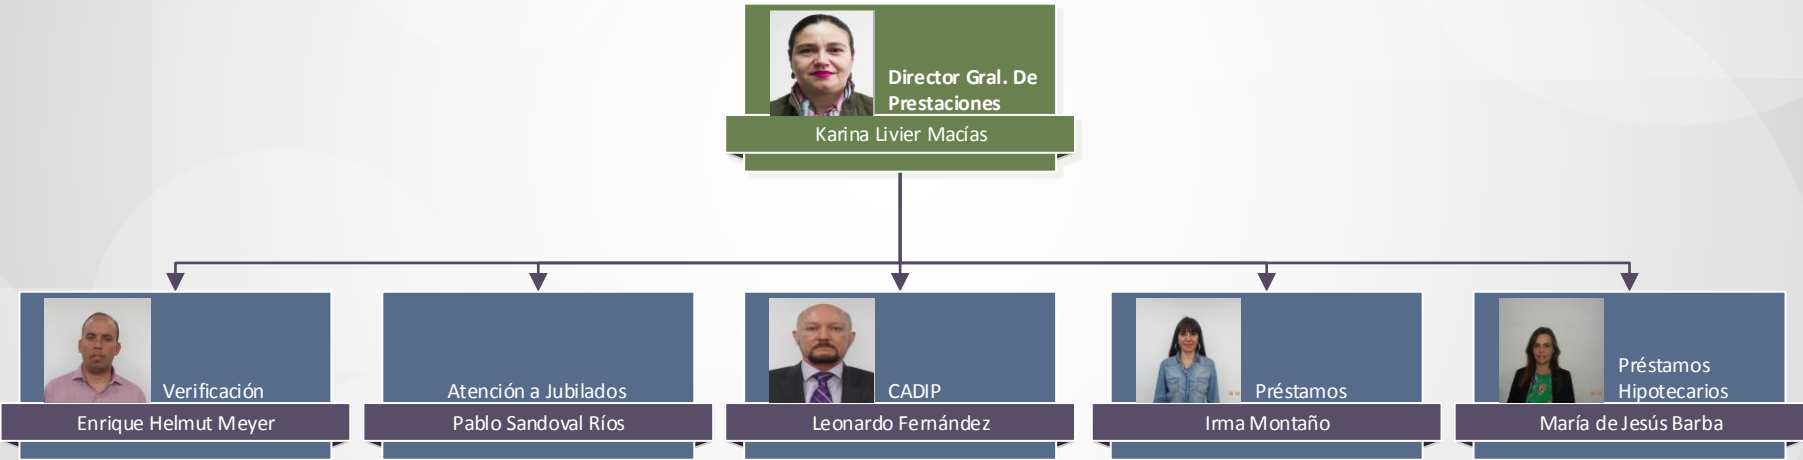 Director Gral. De
Prestaciones
Karina Livier Macías
Verificación
Enrique Helmut Meyer
Atención a Jubilados
Pablo Sandoval Ríos
CADIP
Leonardo Fernández
Préstamos
Irma Montaño
Préstamos
Hipotecarios
María de Jesús Barba